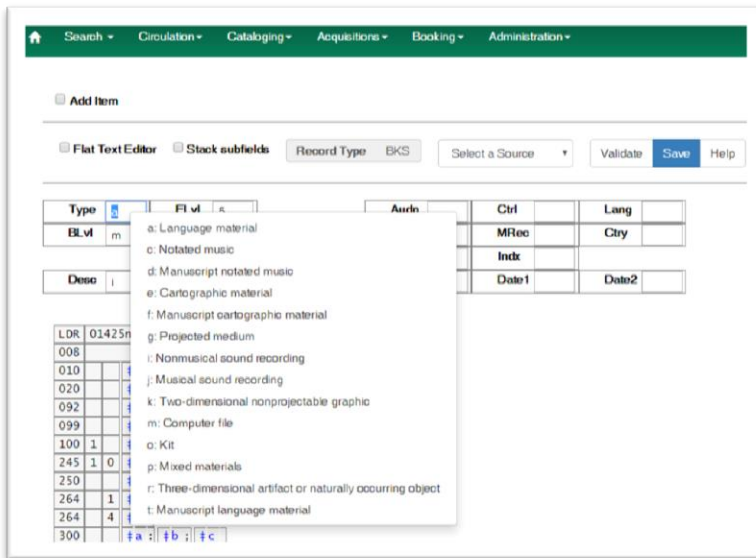 Search Circulation Cataloging Acquisitions Booking Administration
Add Item
Flat Text Editor Stack subfields Record Type BKS Select a Source Validate Save Help
Type a ELvl Audn Ctrl Lang
BLvl m MRec Ctry
Indx
Desc i Date1 Date2
a: Language material
c: Notated music
d: Manuscript notated music
e: Cartographic material
f: Manuscript cartographic material
g: Projected medium
i: Nonmusical sound recording
j: Musical sound recording
k: Two-dimensional nonprojectable graphic
m: Computer file
o: Kit
p: Mixed materials
r: Three-dimensional artifact or naturally occurring object
t: Manuscript language material
LDR 01425n
008
010 ‡
020 ‡
092 ‡
099 ‡
100 1 ‡
245 1 0 ‡
250 ‡
264 1 ‡
264 4 ‡
300 ‡a : ‡b ; ‡c